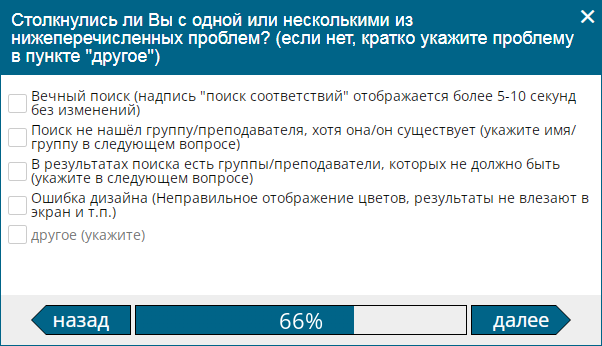 Столкнулись ли Вы с одной или несколькими из
нижеперечисленных проблем? (если нет, кратко укажите проблему
в пункте "другое")
Вечный поиск (надпись "поиск соответствий" отображается более 5-10 секунд
без изменений)
Поиск не нашёл группу/преподавателя, хотя она/он существует (укажите имя/
группу в следующем вопросе)
В результатах поиска есть группы/преподаватели, которых не должно быть
(укажите в следующем вопросе)
Ошибка дизайна (Неправильное отображение цветов, результаты не влезают в
экран и т.п.)
другое (укажите)
назад 66% далее